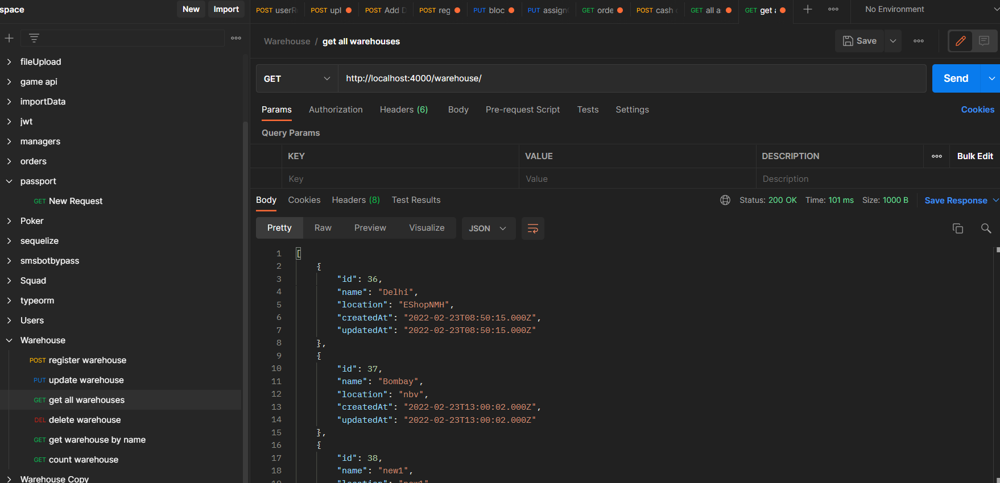 space
New
Import
POST userR
POST upl
POST Add D
POST reg
PUT bloc
PUT assign
GET orde
POST cash
GET all a
GET get a
No Environment
Warehouse / get all warehouses
Save
GET
http://localhost:4000/warehouse/
Send
Params
Authorization
Headers (6)
Body
Pre-request Script
Tests
Settings
Cookies
Query Params
KEY
VALUE
DESCRIPTION
Bulk Edit
Key
Value
Description
Body
Cookies
Headers (8)
Test Results
Status: 200 OK
Time: 101 ms
Size: 1000 B
Save Response
Pretty
Raw
Preview
Visualize
JSON
fileUpload
game api
importData
jwt
managers
orders
passport
GET New Request
Poker
sequelize
smsbotbypass
Squad
typeorm
Users
Warehouse
POST register warehouse
PUT update warehouse
GET get all warehouses
DEL delete warehouse
GET get warehouse by name
GET count warehouse
Warehouse Copy
1 [
2 {
3 "id": 36,
4 "name": "Delhi",
5 "location": "EShopNMH",
6 "createdAt": "2022-02-23T08:50:15.000Z",
7 "updatedAt": "2022-02-23T08:50:15.000Z"
8 },
9 {
10 "id": 37,
11 "name": "Bombay",
12 "location": "nbv",
13 "createdAt": "2022-02-23T13:00:02.000Z",
14 "updatedAt": "2022-02-23T13:00:02.000Z"
15 },
16 {
17 "id": 38,
18 "name": "new1",
19 "location": "new1"